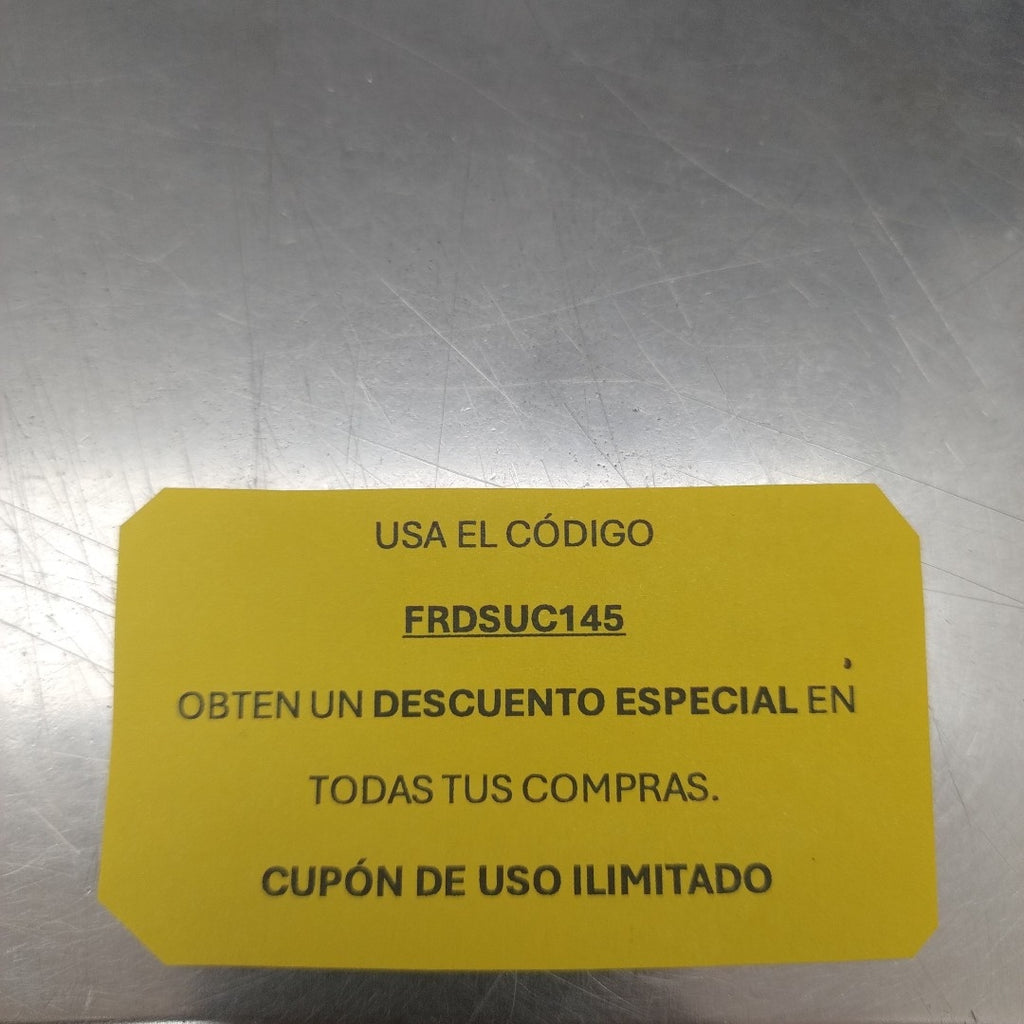 USA EL CÓDIGO
FRDSUC145
OBTEN UN DESCUENTO ESPECIAL EN
TODAS TUS COMPRAS.
CUPÓN DE USO ILIMITADO